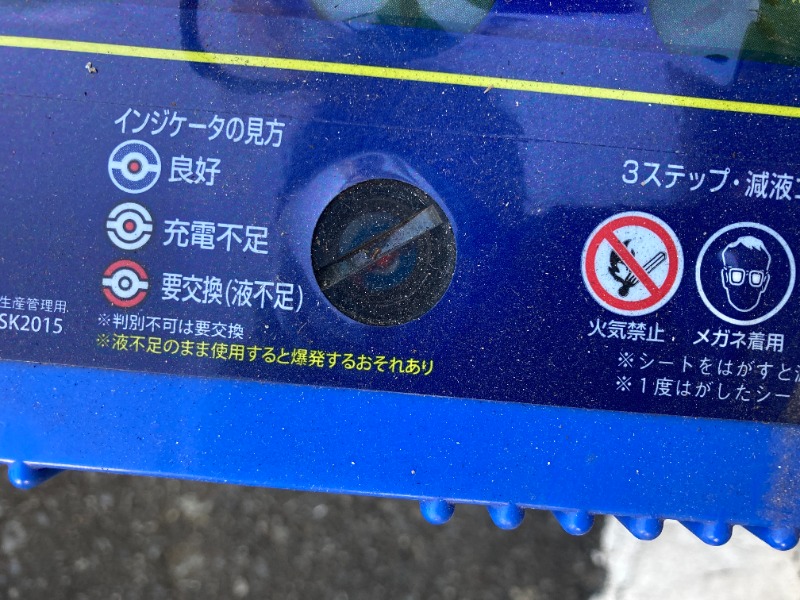 インジケータの見方
良好
充電不足
要交換(液不足)
※判別不可は要交換
※液不足のまま使用すると爆発するおそれあり
生産管理用
SK2015
3ステップ・減液
火気禁止
メガネ着用
※シートをはがすと
※1度はがしたシー